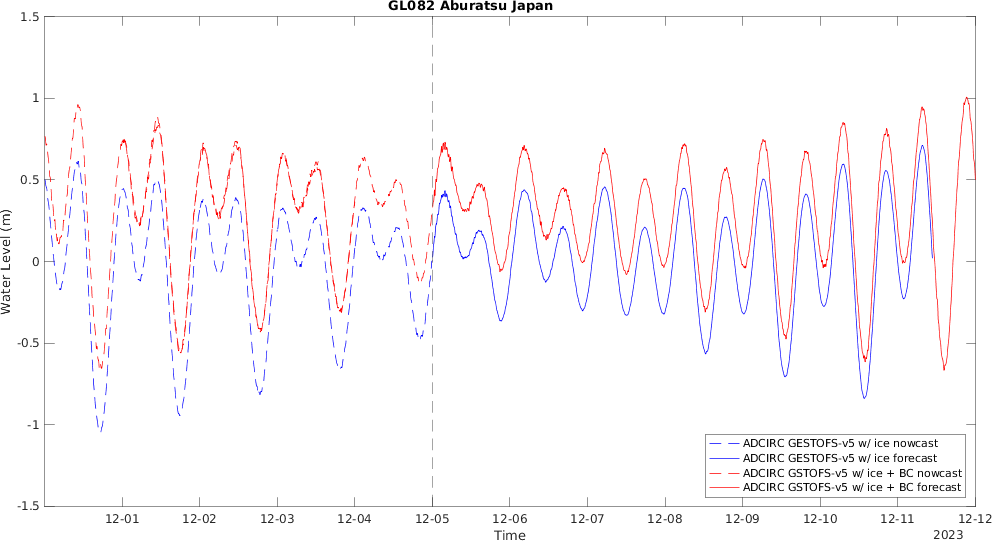 GL082 Aburatsu Japan
1.5
1
0.5
0
-0.5
-1
-1.5
Water Level (m)
12-01 12-02 12-03 12-04 12-05 12-06 12-07 12-08 12-09 12-10 12-11 12-12
Time
2023
ADCIRC GESTOFS-v5 w/ ice nowcast
ADCIRC GESTOFS-v5 w/ ice forecast
ADCIRC GSTOFS-v5 w/ ice + BC nowcast
ADCIRC GSTOFS-v5 w/ ice + BC forecast